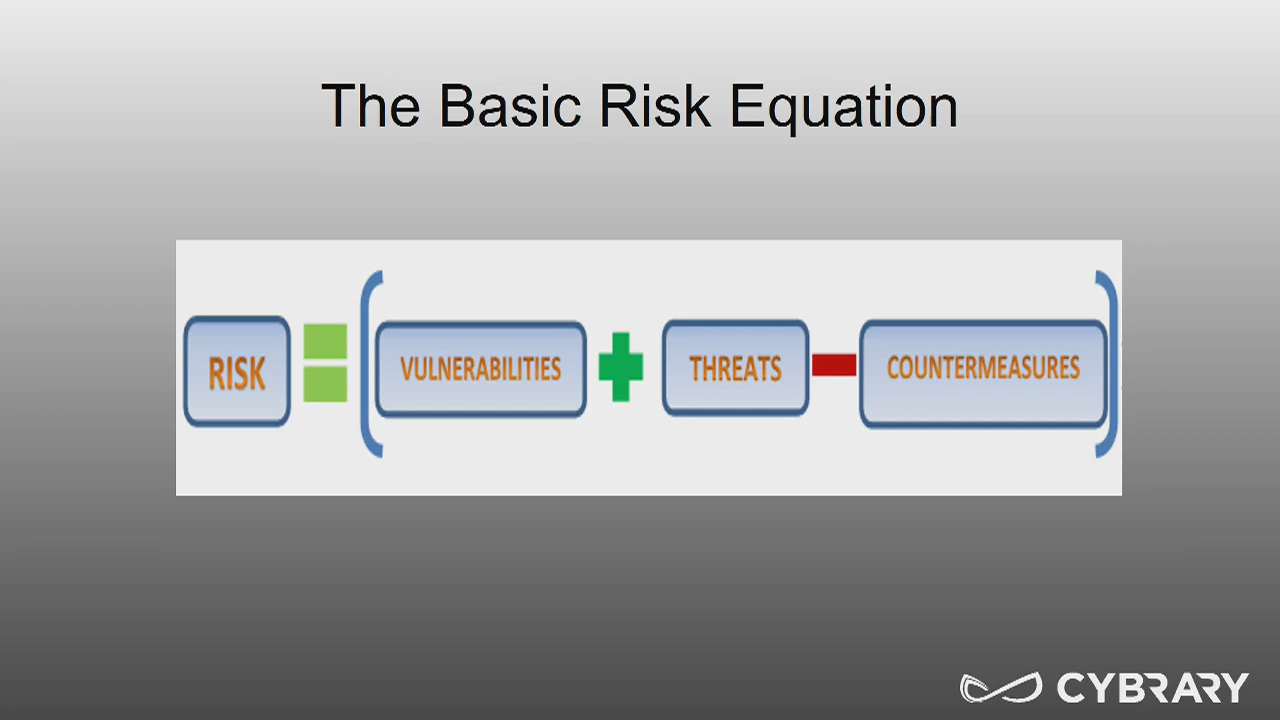 The Basic Risk Equation
RISK = ( VULNERABILITIES + THREATS - COUNTERMEASURES )
CYBRARY